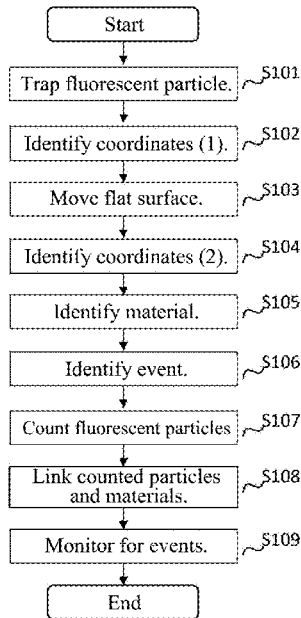 Start
Trap fluorescent particle.
S101
Identify coordinates (1).
S102
Move flat surface.
S103
Identify coordinates (2).
S104
Identify material.
S105
Identify event.
S106
Count fluorescent particles
S107
Link counted particles
and materials.
S108
Monitor for events.
S109
End